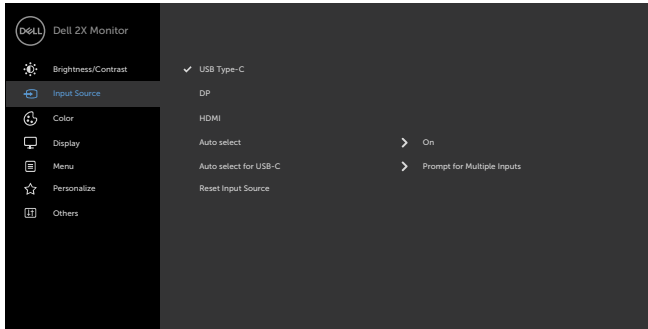 DELL
Dell 2X Monitor
Brightness/Contrast
USB Type-C
Input Source
DP
Color
HDMI
Display
Auto select
On
Menu
Auto select for USB-C
Prompt for Multiple Inputs
Personalize
Reset Input Source
Others